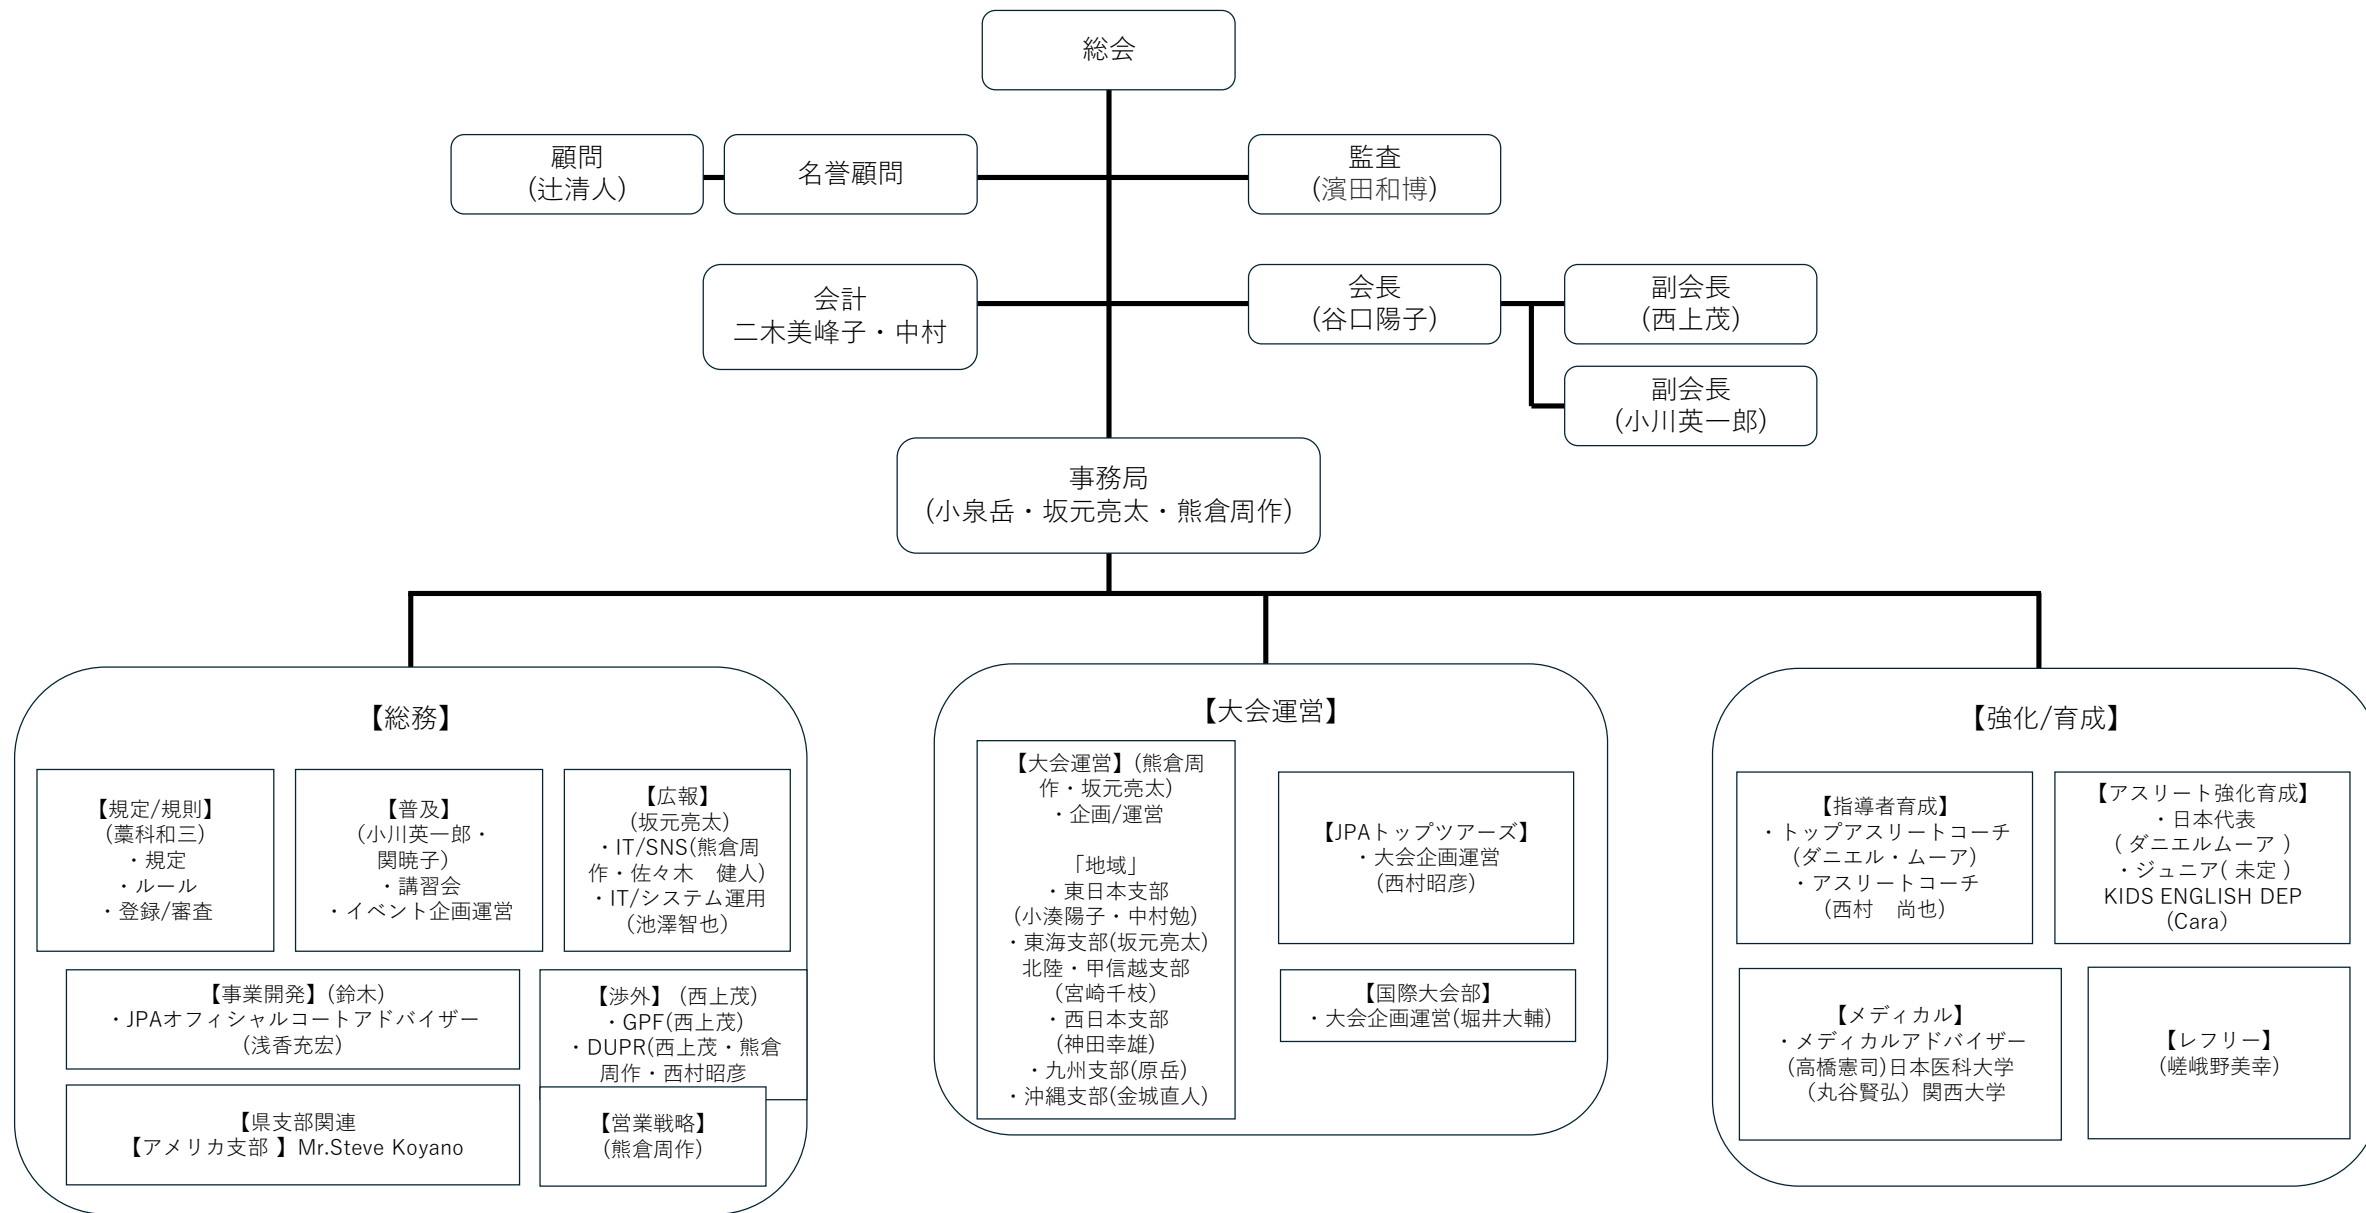 総会
顧問
(辻清人)
名誉顧問
監査
(濱田和博)
会計
二木美峰子・中村
会長
(谷口陽子)
副会長
(西上茂)
副会長
(小川英一郎)
事務局
(小泉岳・坂元亮太・熊倉周作)
【総務】
【規定/規則】
(藁科和三)
・規定
・ルール
・登録/審査
【普及】
(小川英一郎・
関暁子)
・講習会
・イベント企画運営
【広報】
(坂元亮太)
・IT/SNS(熊倉周
作・佐々木　健人)
・IT/システム運用
(池澤智也)
【事業開発】(鈴木)
・JPAオフィシャルコートアドバイザー
(浅香充宏)
【渉外】 (西上茂)
・GPF(西上茂)
・DUPR(西上茂・熊倉
周作・西村昭彦
【県支部関連
【アメリカ支部 】Mr.Steve Koyano
【営業戦略】
(熊倉周作)
【大会運営】
【大会運営】(熊倉周
作・坂元亮太)
・企画/運営
「地域」
・東日本支部
(小湊陽子・中村勉)
・東海支部(坂元亮太)
北陸・甲信越支部
(宮崎千枝)
・西日本支部
(神田幸雄)
・九州支部(原岳)
・沖縄支部(金城直人)
【JPAトップツアーズ】
・大会企画運営
(西村昭彦)
【国際大会部】
・大会企画運営(堀井大輔)
【強化/育成】
【指導者育成】
・トップアスリートコーチ
(ダニエル・ムーア)
・アスリートコーチ
(西村　尚也)
【アスリート強化育成】
・日本代表
( ダニエルムーア )
・ジュニア( 未定 )
KIDS ENGLISH DEP
(Cara)
【メディカル】
・メディカルアドバイザー
(高橋憲司)日本医科大学
(丸谷賢弘) 関西大学
【レフリー】
(嵯峨野美幸)